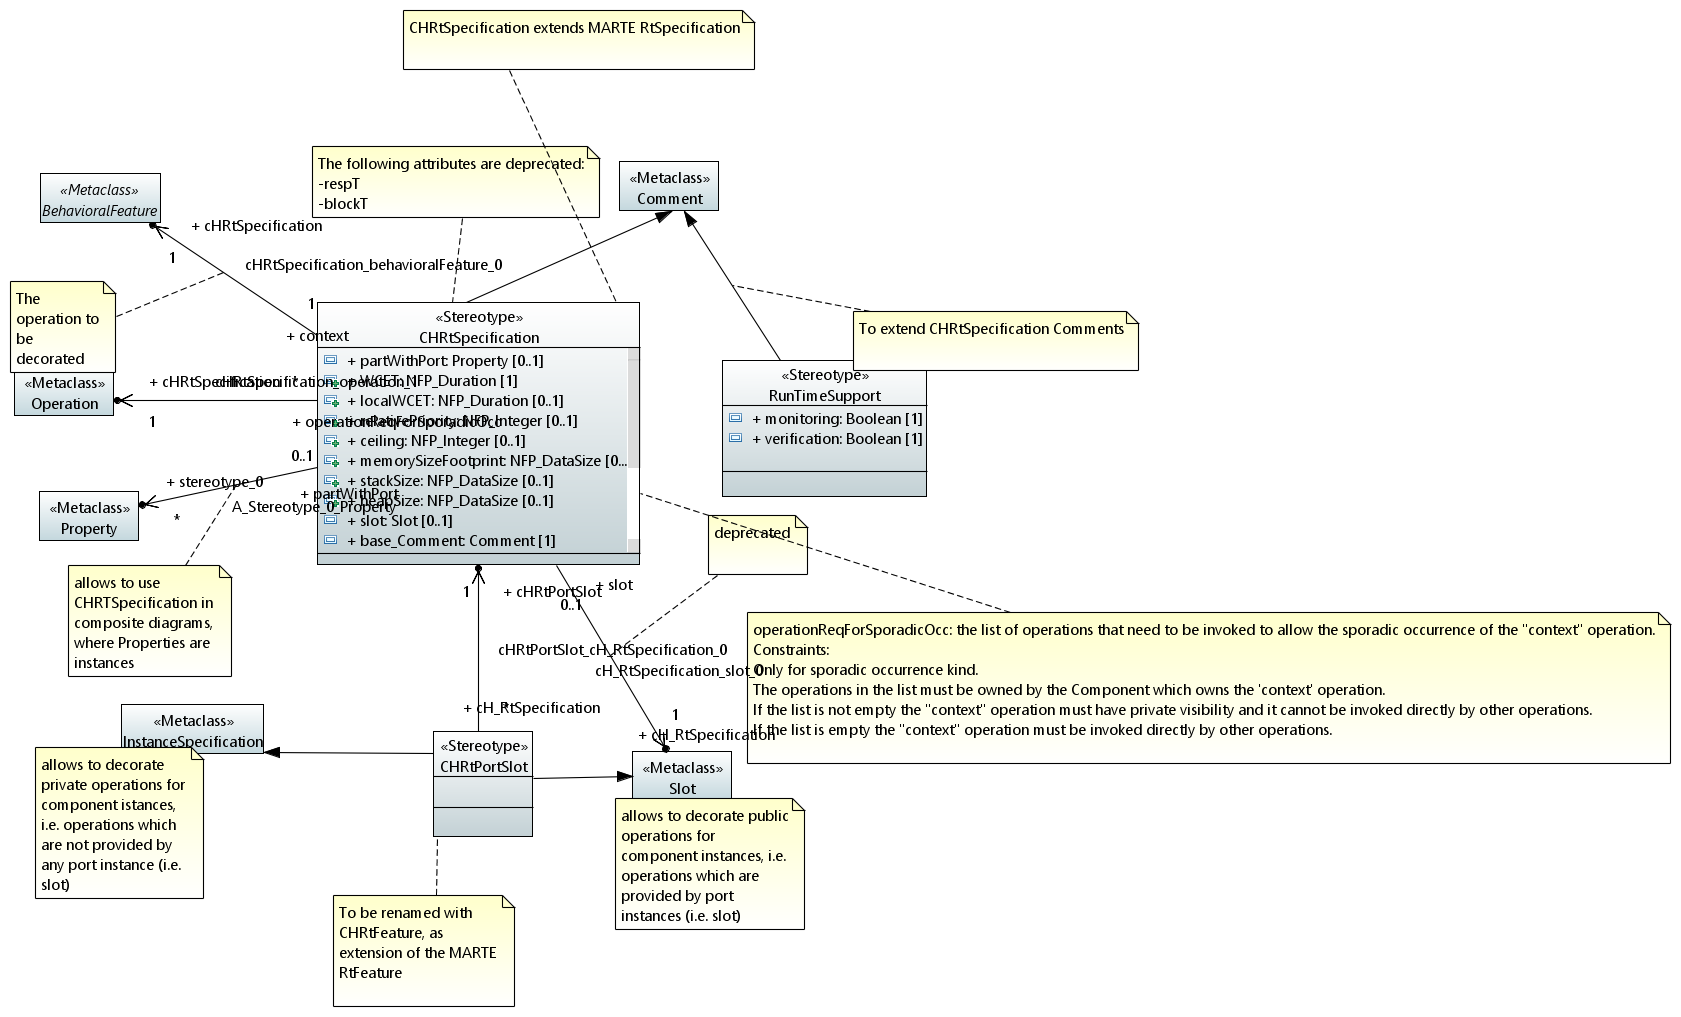 CHRtSpecification extends MARTE RtSpecification
The following attributes are deprecated:
-respT
-blockT
«Metaclass»
Comment
«Metaclass»
BehavioralFeature
+ cHRtSpecification
1
cHRtSpecification_behavioralFeature_0
1
+ context
The
operation to
be
decorated
«Metaclass»
Operation
+ cHRtSpecification
cHRtSpecification_operation_1
*
1
+ operationReqForSporadicOcc
0..1
«Stereotype»
CHRtSpecification
+ partWithPort: Property [0..1]
+ WCET: NFP_Duration [1]
+ localWCET: NFP_Duration [0..1]
+ relativePriority: NFP_Integer [0..1]
+ ceiling: NFP_Integer [0..1]
+ memorySizeFootprint: NFP_DataSize [0...
+ stackSize: NFP_DataSize [0..1]
+ heapSize: NFP_DataSize [0..1]
+ slot: Slot [0..1]
+ base_Comment: Comment [1]
To extend CHRtSpecification Comments
«Stereotype»
RunTimeSupport
+ monitoring: Boolean [1]
+ verification: Boolean [1]
+ stereotype_0
+ partWithPort
A_Stereotype_0_Property
*
«Metaclass»
Property
allows to use
CHRTSpecification in
composite diagrams,
where Properties are
instances
deprecated
1
+ cHRtPortSlot
+ slot
0..1
cHRtPortSlot_cH_RtSpecification_0
cH_RtSpecification_slot_0
+ cH_RtSpecification
*
1
+ cH_RtSpecification
operationReqForSporadicOcc: the list of operations that need to be invoked to allow the sporadic occurrence of the "context" operation.
Constraints:
Only for sporadic occurrence kind.
The operations in the list must be owned by the Component which owns the 'context' operation.
If the list is not empty the "context" operation must have private visibility and it cannot be invoked directly by other operations.
If the list is empty the "context" operation must be invoked directly by other operations.
«Metaclass»
InstanceSpecification
allows to decorate
private operations for
component istances,
i.e. operations which
are not provided by
any port instance (i.e.
slot)
«Stereotype»
CHRtPortSlot
«Metaclass»
Slot
allows to decorate public
operations for
component instances, i.e.
operations which are
provided by port
instances (i.e. slot)
To be renamed with
CHRtFeature, as
extension of the MARTE
RtFeature